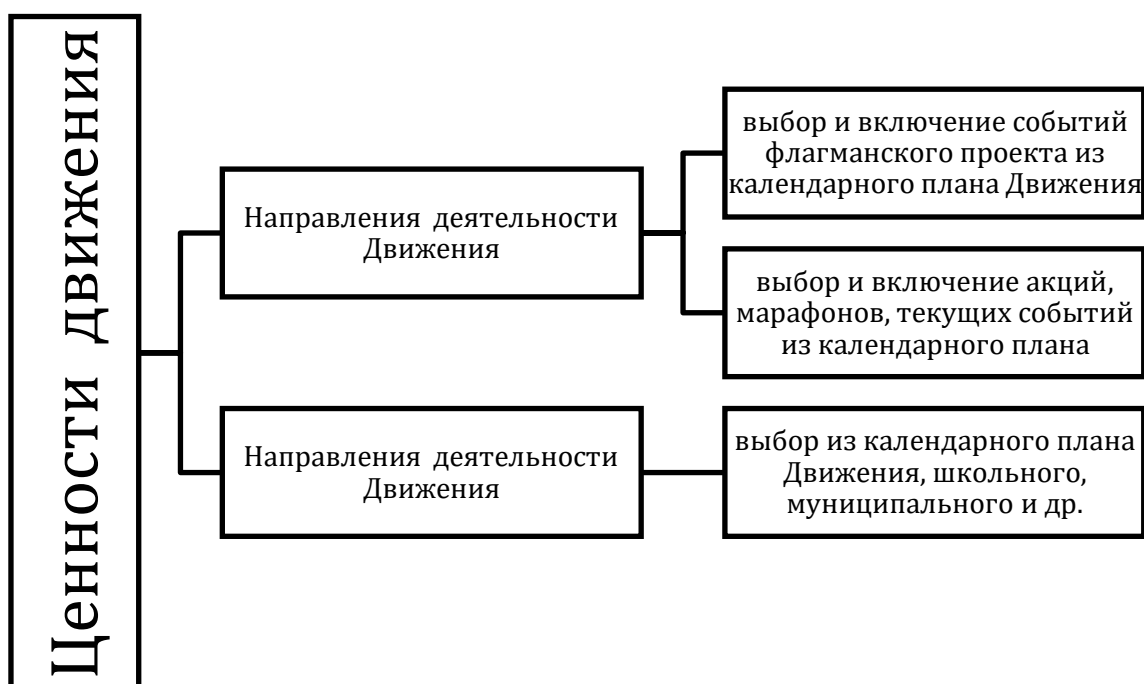 Ценности движения
Направления деятельности
Движения
выбор и включение событий
флагманского проекта из
календарного плана Движения
выбор и включение акций,
марафонов, текущих событий
из календарного плана
Направления деятельности
Движения
выбор из календарного плана
Движения, школьного,
муниципального и др.